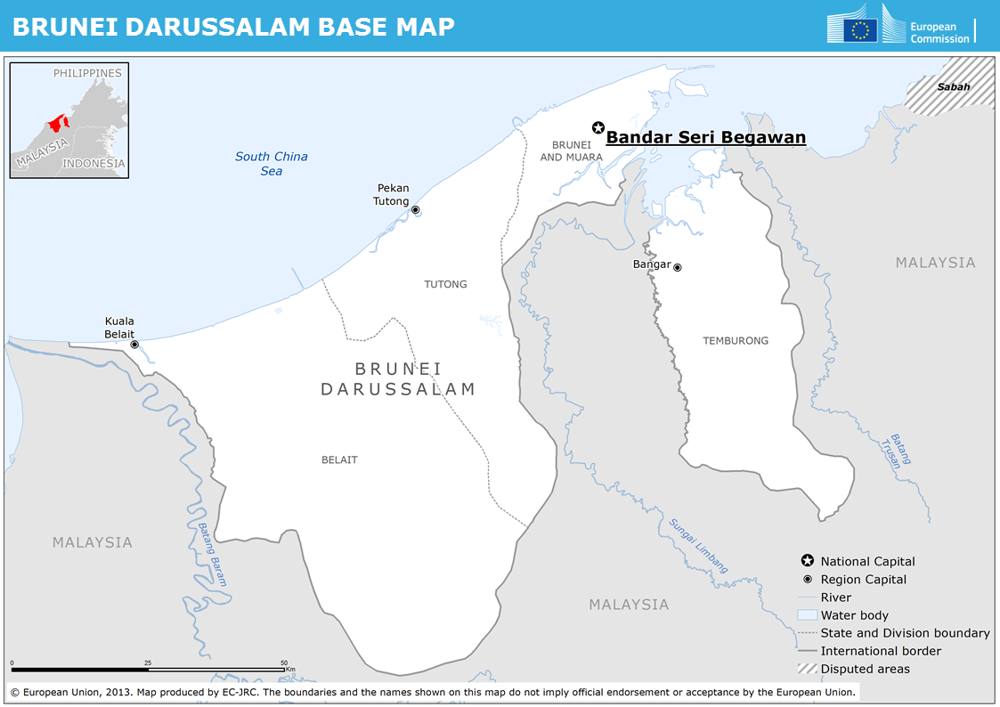 BRUNEI DARUSSALAM BASE MAP
European
Commission
PHILIPPINES
MALAYSIA
INDONESIA
Sabah
South China
Sea
BRUNEI
AND MUARA
Bandar Seri Begawan
Pekan
Tutong
Bangar
MALAYSIA
TUTONG
Kuala
Belait
TEMBURONG
BRUNEI
DARUSSALAM
BELAIT
Batang
Trusan
MALAYSIA
Batang Baram
Sungai Limbang
MALAYSIA
National Capital
Region Capital
River
Water body
State and Division boundary
International border
Disputed areas
0 25 50
Km
© European Union, 2013. Map produced by EC-JRC. The boundaries and the names shown on this map do not imply official endorsement or acceptance by the European Union.